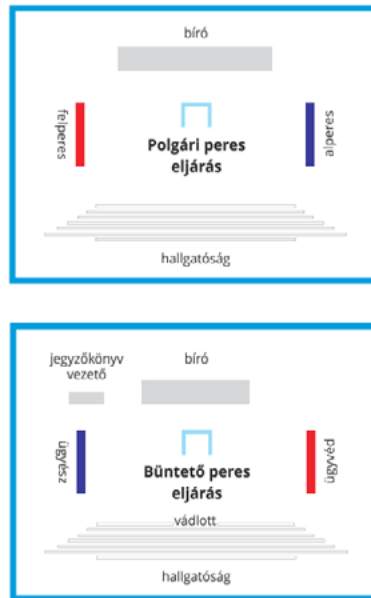 bíró
felperes
alperes
Polgári peres
eljárás
hallgatóság
jegyzőkönyv
vezető
bíró
ügyész
ügyvéd
Büntető peres
eljárás
vádlott
hallgatóság